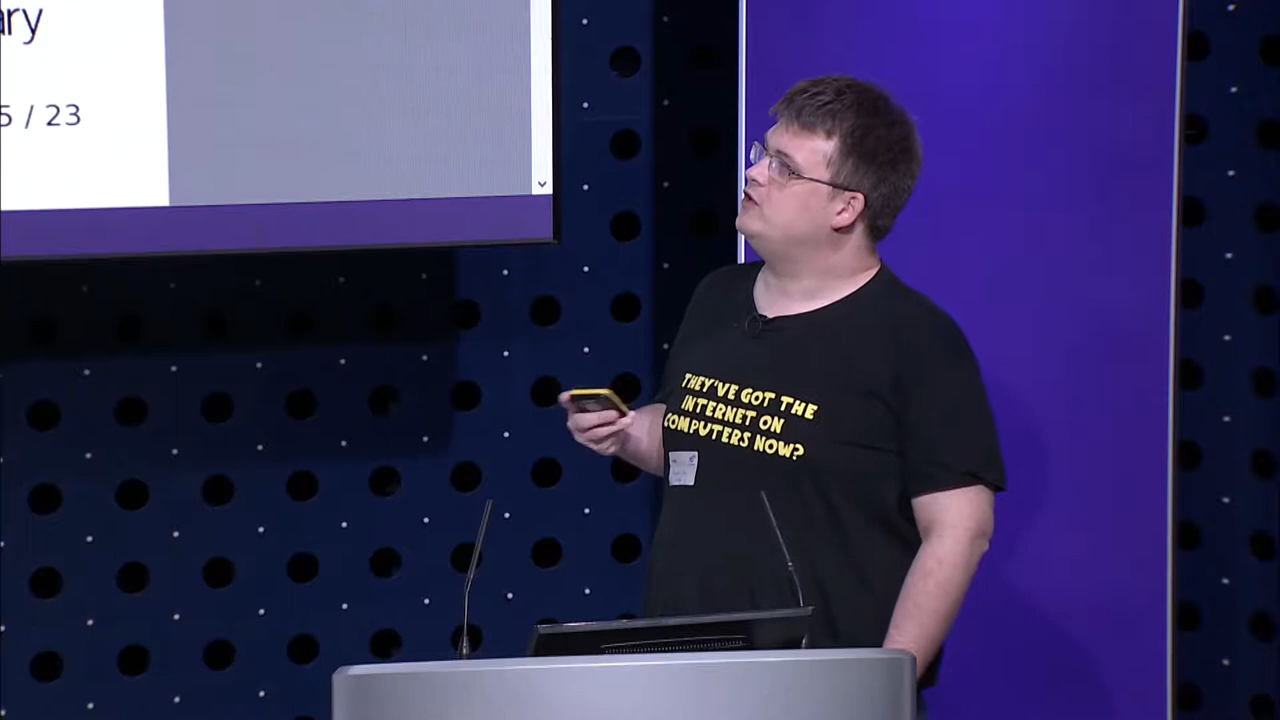 ary
5 / 23
THEY'VE GOT THE
INTERNET ON
COMPUTERS NOW?